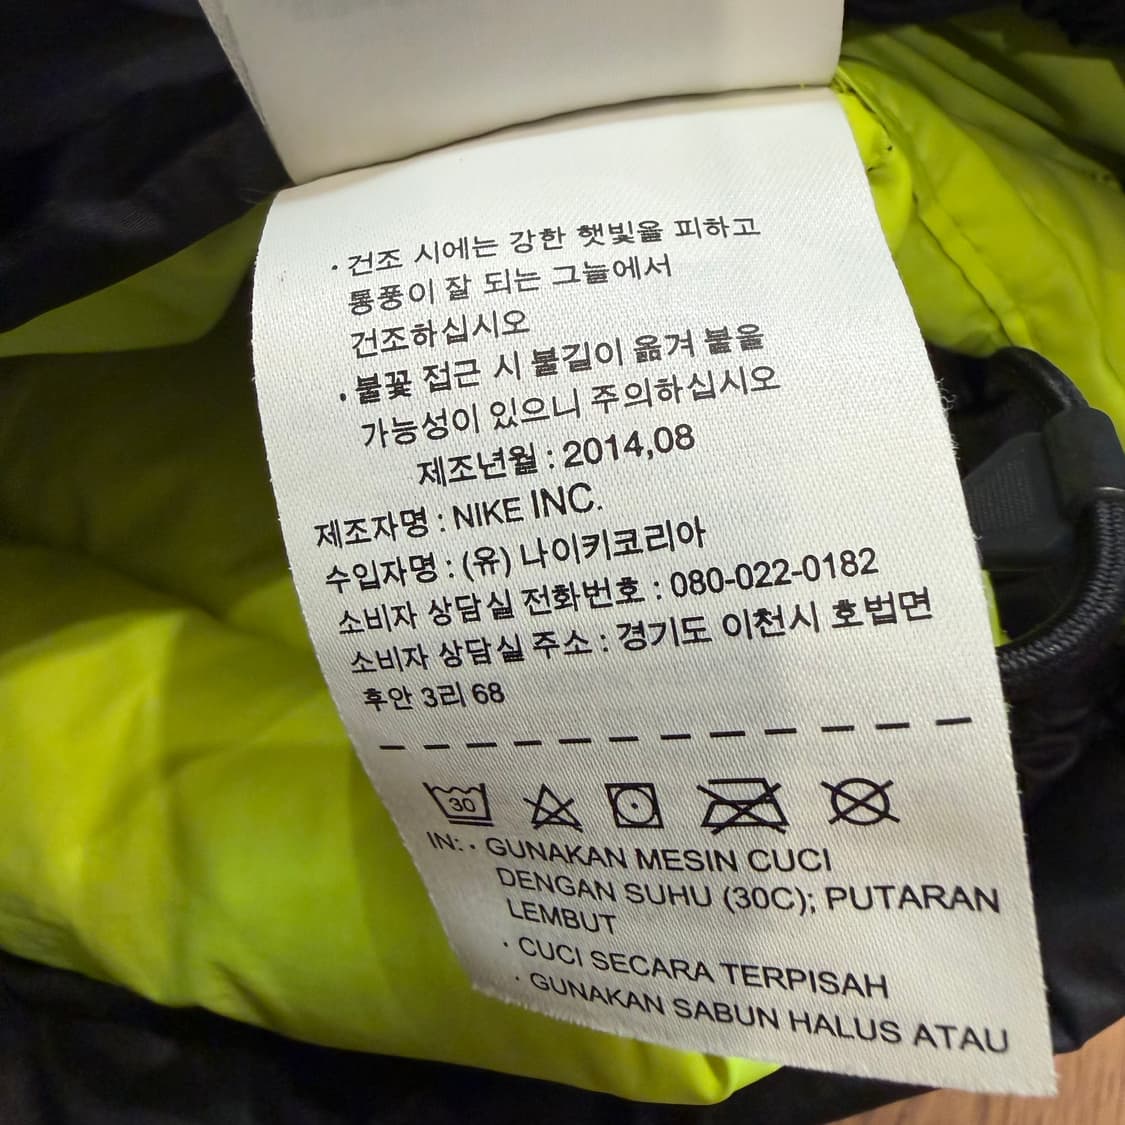 · 건조 시에는 강한 햇빛을 피하고
통풍이 잘 되는 그늘에서
건조하십시오
· 불꽃 접근 시 불길이 옮겨 붙을
가능성이 있으니 주의하십시오
제조년월 : 2014,08
제조자명 : NIKE INC.
수입자명 : (유) 나이키코리아
소비자 상담실 전화번호 : 080-022-0182
소비자 상담실 주소 : 경기도 이천시 호법면
후안 3리 68
30
IN: · GUNAKAN MESIN CUCI
DENGAN SUHU (30C); PUTARAN
LEMBUT
· CUCI SECARA TERPISAH
· GUNAKAN SABUN HALUS ATAU